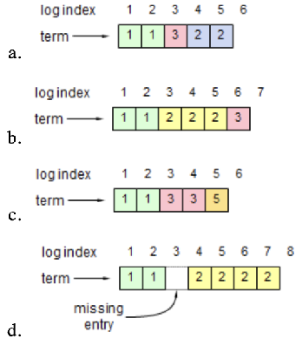 log index 1 2 3 4 5 6
term 1 1 3 2 2
a.
log index 1 2 3 4 5 6 7
term 1 1 2 2 2 3
b.
log index 1 2 3 4 5 6
term 1 1 3 3 5
c.
log index 1 2 3 4 5 6 7 8
term 1 1 2 2 2 2
missing
entry
d.